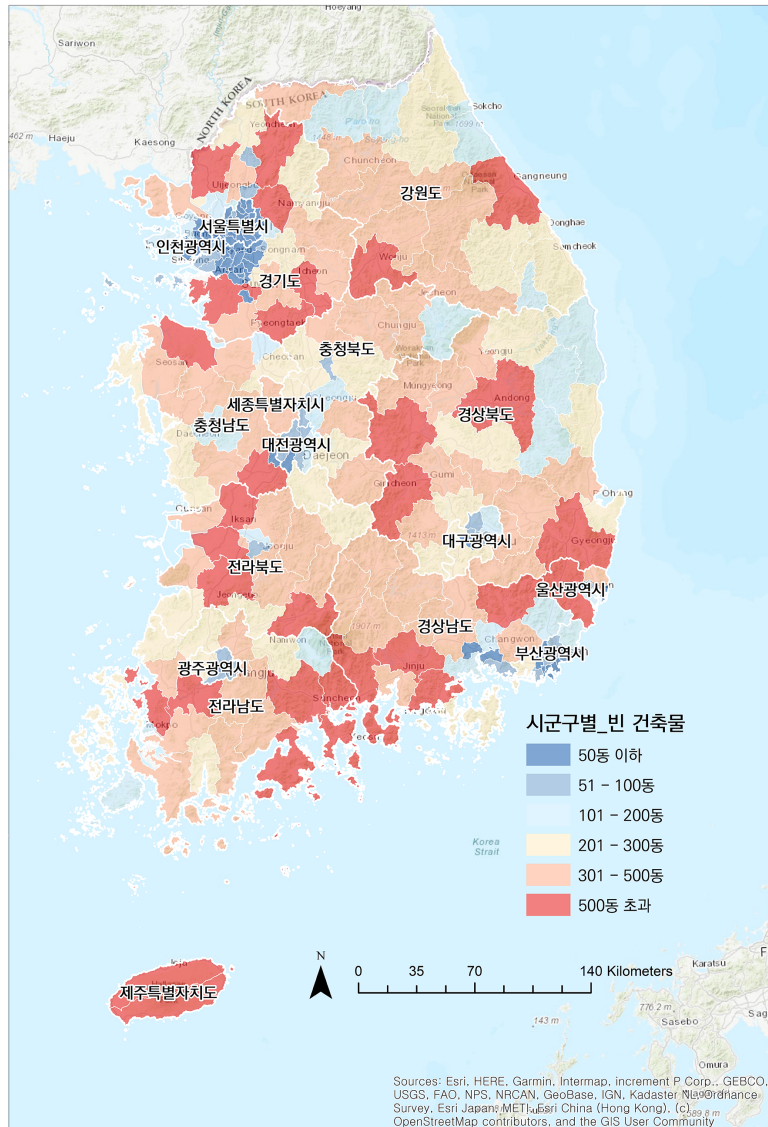 Hoeyang
Sariwon
NORTH KOREA
SOUTH KOREA
Sokcho
462 m
Haeju
Kaesong
Chuncheon
Gangneung
강원도
Namyangju
Donghae
서울특별시
인천광역시
Wonju
경기도
Pyeongtaek
Chungju
충청북도
Cheonan
Seosan
Mungyeong
Andong
경상북도
세종특별자치시
충청남도
대전광역시
Daejeon
Gumi
Iksan
1413 m
대구광역시
Gyeongju
전라북도
울산광역시
1907 m
경상남도
Changwon
부산광역시
Namwon
Jinju
광주광역시
Suncheon
전라남도
Mokpo
시군구별_빈 건축물
50동 이하
51 - 100동
101 - 200동
201 - 300동
301 - 500동
500동 초과
Korea
Strait
제주특별자치도
N
0 35 70 140 Kilometers
Karatsu
776.2 m
Sasebo
143 m
Omura
Sources: Esri, HERE, Garmin, Intermap, increment P Corp., GEBCO,
USGS, FAO, NPS, NRCAN, GeoBase, IGN, Kadaster NL, Ordnance
Survey, Esri Japan, METI, Esri China (Hong Kong), (c)
OpenStreetMap contributors, and the GIS User Community